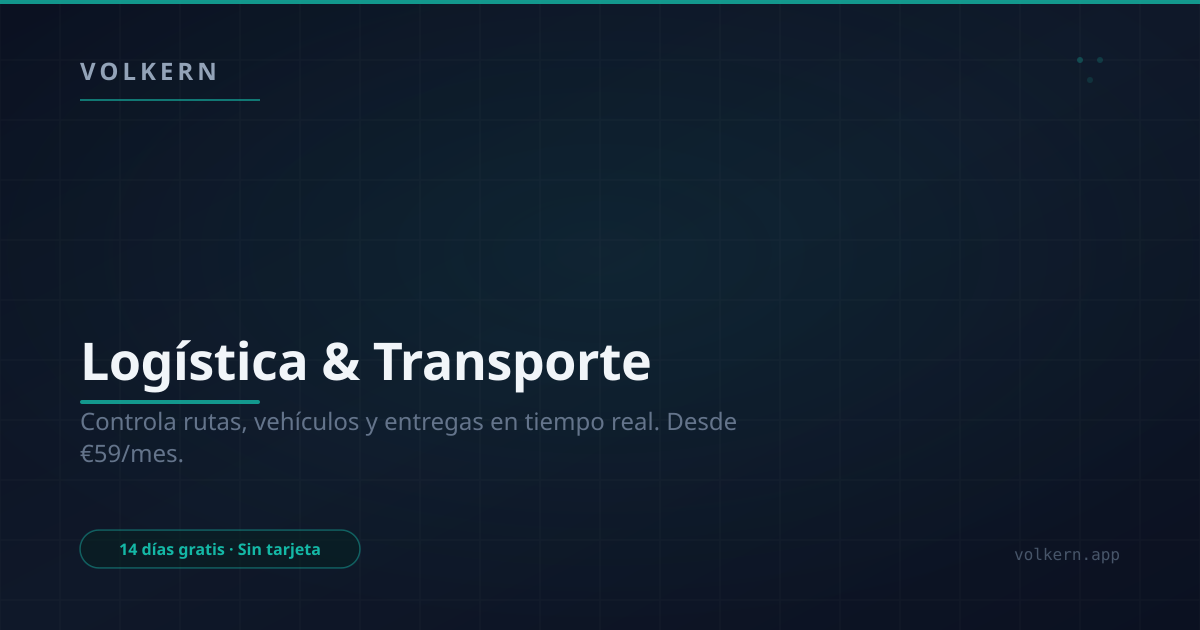 VOLKERN
Logística & Transporte
Controla rutas, vehículos y entregas en tiempo real. Desde
€59/mes.
14 días gratis · Sin tarjeta
volkern.app